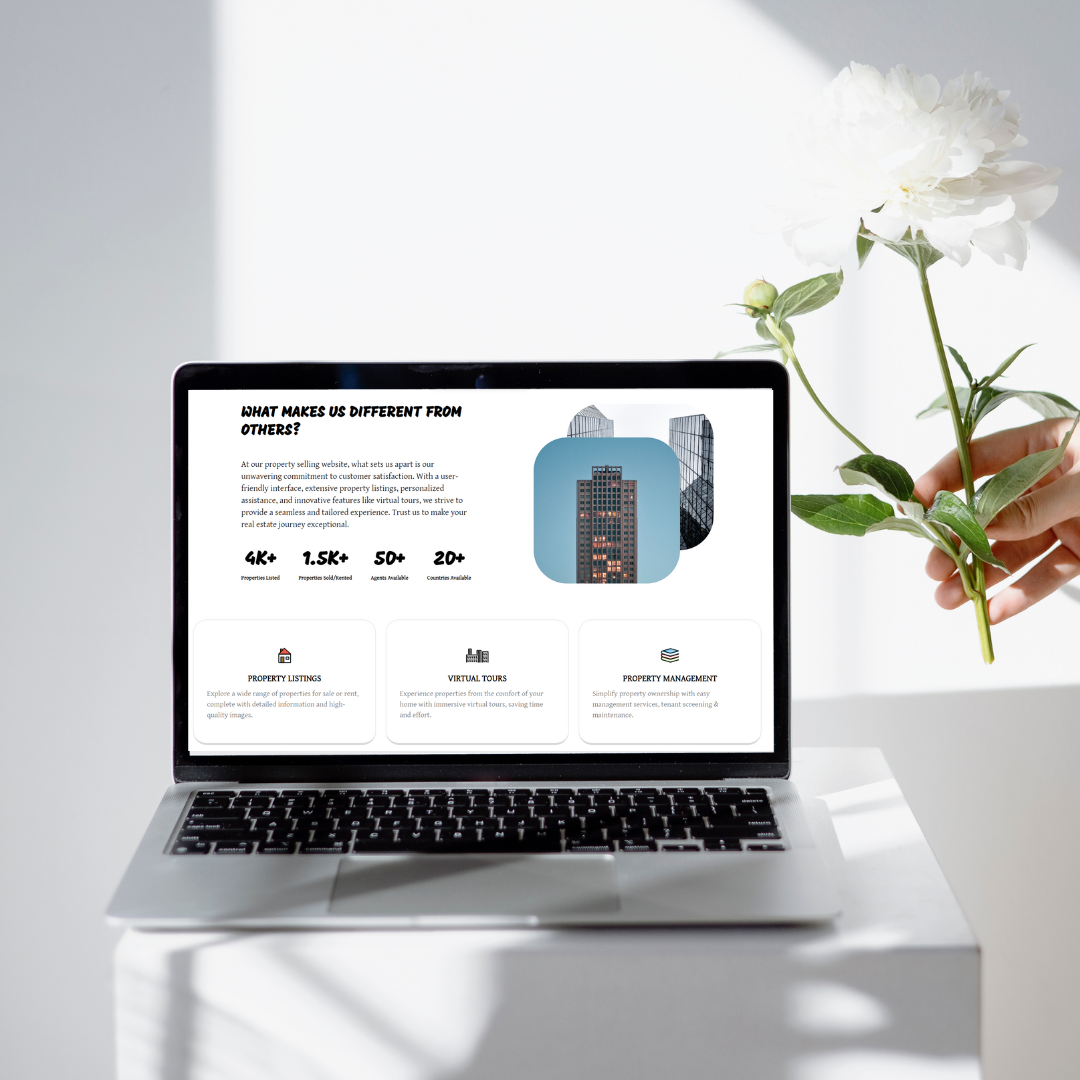 WHAT MAKES US DIFFERENT FROM
OTHERS?
At our property selling website, what sets us apart is our
unwavering commitment to customer satisfaction. With a user-
friendly interface, extensive property listings, personalized
assistance, and innovative features like virtual tours, we strive to
provide a seamless and tailored experience. Trust us to make your
real estate journey exceptional.
4K+ 1.5K+ 50+ 20+
Properties Listed Properties Sold/Rented Agents Available Countries Available
PROPERTY LISTINGS
Explore a wide range of properties for sale or rent,
complete with detailed information and high-
quality images.
VIRTUAL TOURS
Experience properties from the comfort of your
home with immersive virtual tours, saving time
and effort.
PROPERTY MANAGEMENT
Simplify property ownership with easy
management services, tenant screening &
maintenance.
delete
return
shift
command option